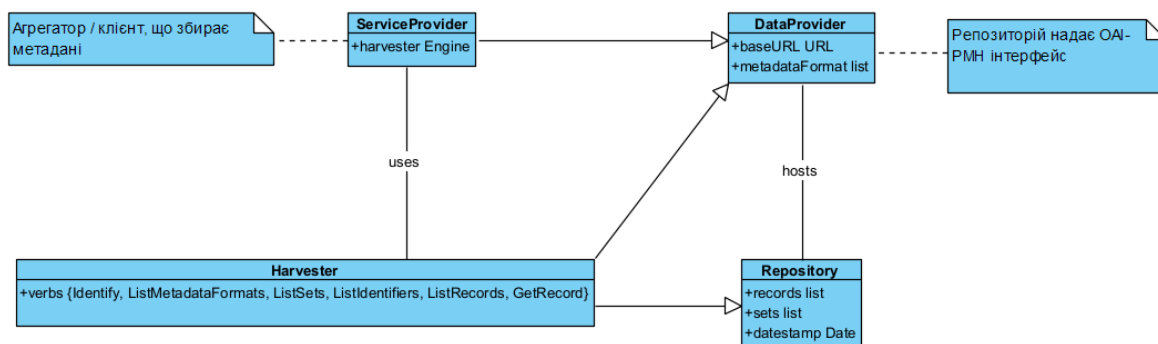 Агрегатор / клієнт, що збирає
метадані
ServiceProvider
+harvester Engine
DataProvider
+baseURL URL
+metadataFormat list
Репозиторій надає OAI-
PMH інтерфейс
uses
hosts
Harvester
+verbs {Identify, ListMetadataFormats, ListSets, ListIdentifiers, ListRecords, GetRecord}
Repository
+records list
+sets list
+datestamp Date